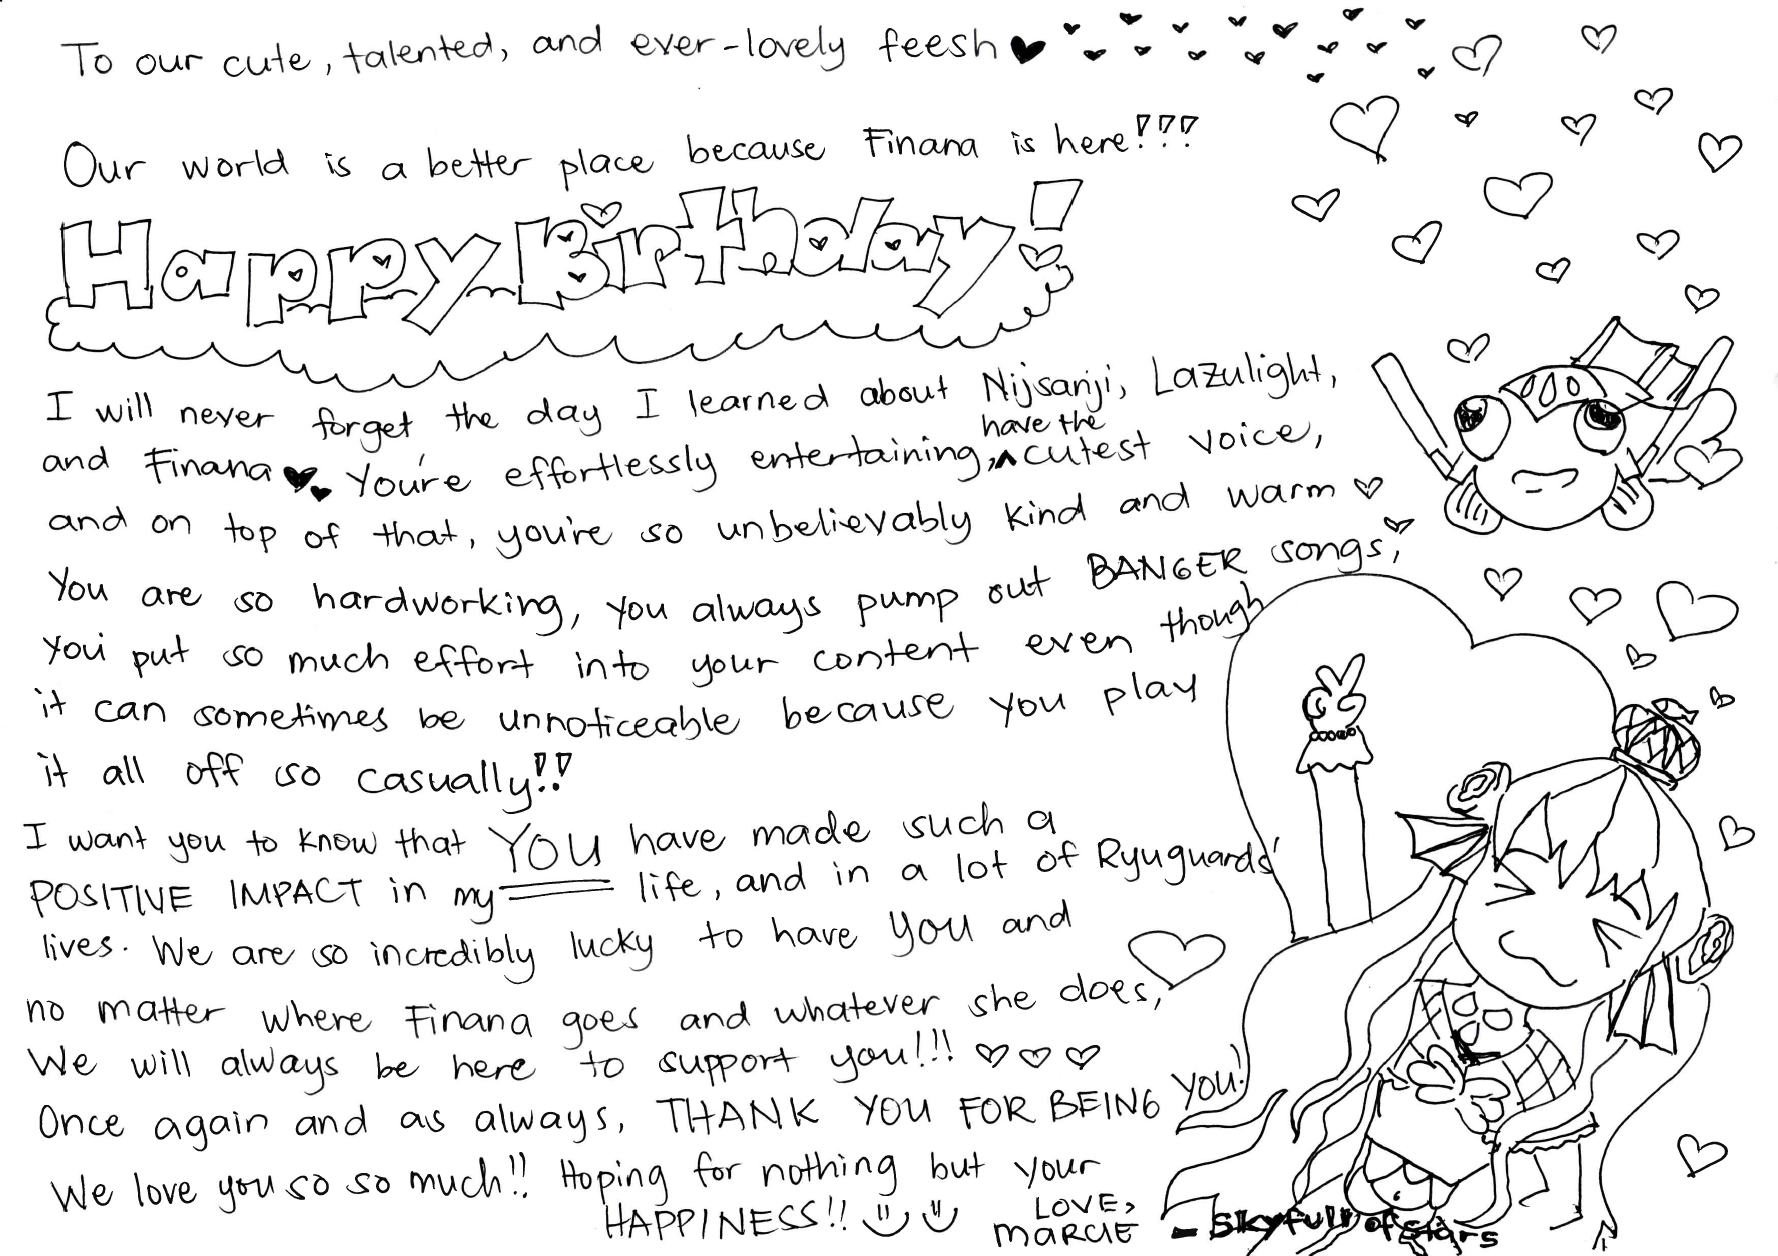 To our cute, talented, and ever-lovely feesh ♥
Our world is a better place because Finana is here!!!
Happy Birthday!
I will never forget the day I learned about Nijisanji, Lazulight,
and Finana ♥♥ You're effortlessly entertaining, have the cutest voice,
and on top of that, you're so unbelievably kind and warm ♡
You are so hardworking, you always pump out BANGER songs,
you put so much effort into your content even though
it can sometimes be unnoticeable because you play
it all off so casually!!
I want you to know that YOU have made such a
POSITIVE IMPACT in my life, and in a lot of Ryuguards'
lives. We are so incredibly lucky to have you and
no matter where Finana goes and whatever she does,
We will always be here to support you!!! ♡♡♡
Once again and as always, THANK YOU FOR BEING YOU!
We love you so so much!! Hoping for nothing but your
HAPPINESS!!
LOVE,
MARCIE
- Skyfull of stars